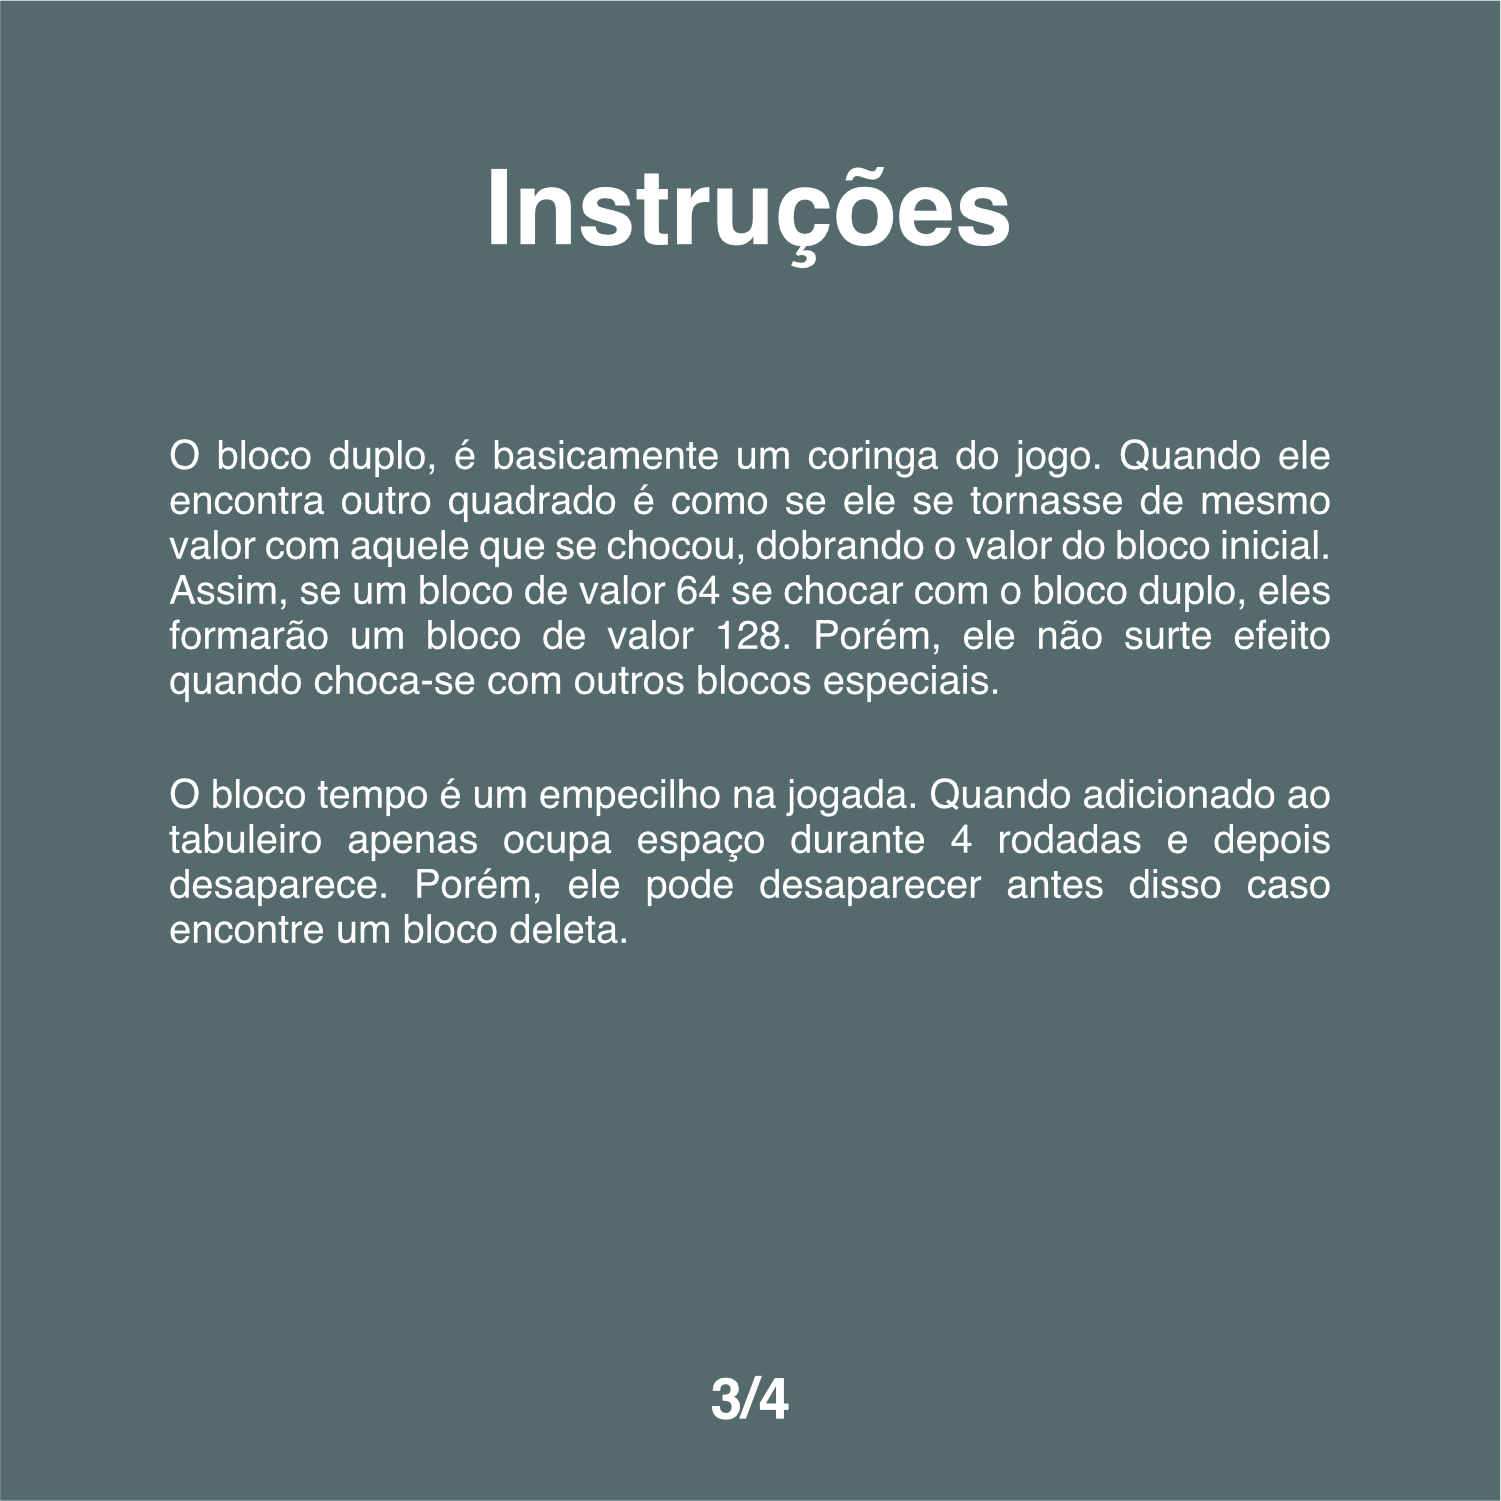 Instruções
O bloco duplo, é basicamente um coringa do jogo. Quando ele
encontra outro quadrado é como se ele se tornasse de mesmo
valor com aquele que se chocou, dobrando o valor do bloco inicial.
Assim, se um bloco de valor 64 se chocar com o bloco duplo, eles
formarão um bloco de valor 128. Porém, ele não surte efeito
quando choca-se com outros blocos especiais.
O bloco tempo é um empecilho na jogada. Quando adicionado ao
tabuleiro apenas ocupa espaço durante 4 rodadas e depois
desaparece. Porém, ele pode desaparecer antes disso caso
encontre um bloco deleta.
3/4